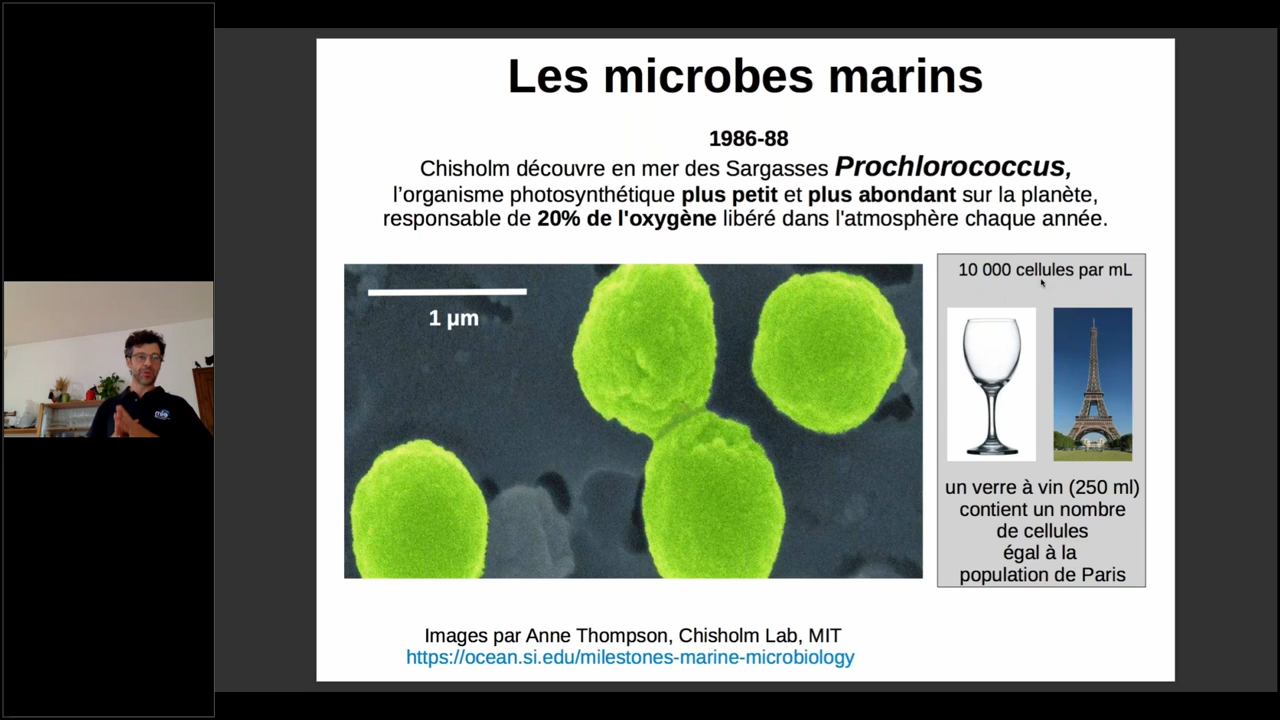 Les microbes marins
1986-88
Chisholm découvre en mer des Sargasses Prochlorococcus,
l’organisme photosynthétique plus petit et plus abondant sur la planète,
responsable de 20% de l'oxygène libéré dans l'atmosphère chaque année.
1 µm
10 000 cellules par mL
un verre à vin (250 ml)
contient un nombre
de cellules
égal à la
population de Paris
Images par Anne Thompson, Chisholm Lab, MIT
https://ocean.si.edu/milestones-marine-microbiology